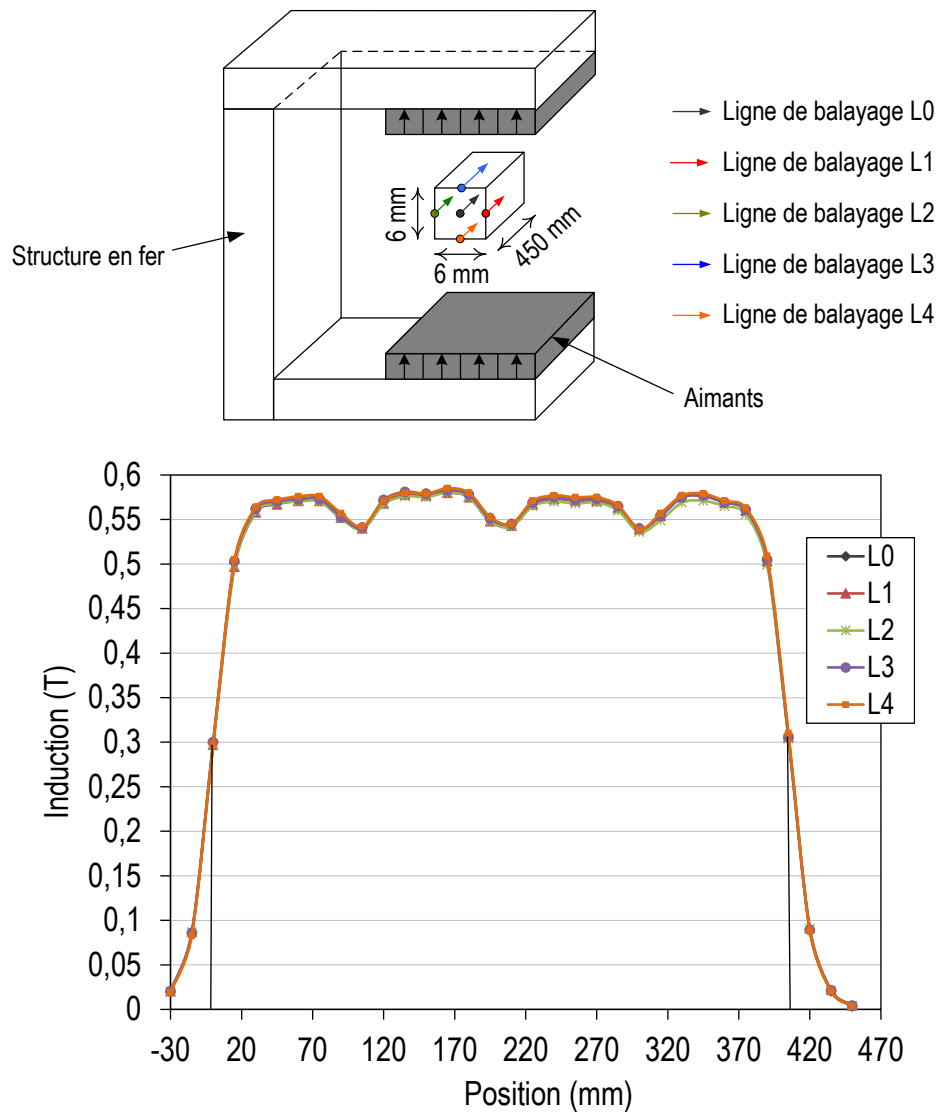 Structure en fer
6 mm
6 mm
450 mm
Aimants
Ligne de balayage L0
Ligne de balayage L1
Ligne de balayage L2
Ligne de balayage L3
Ligne de balayage L4
Induction (T)
0,6
0,55
0,5
0,45
0,4
0,35
0,3
0,25
0,2
0,15
0,1
0,05
0
-30 20 70 120 170 220 270 320 370 420 470
Position (mm)
L0
L1
L2
L3
L4